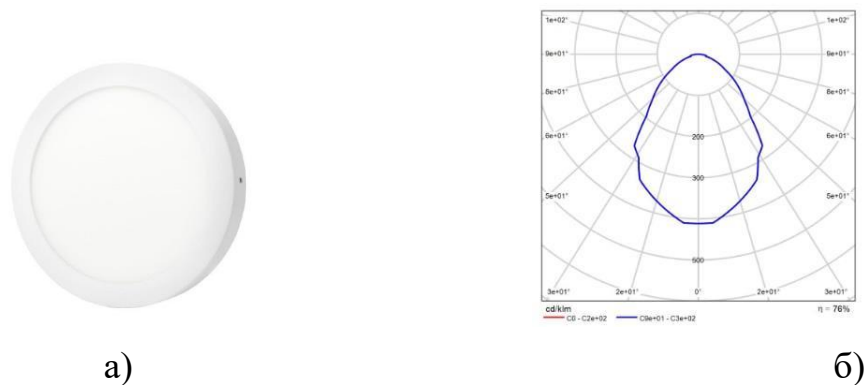 1e+02° 1e+02°
9e+01° 9e+01°
8e+01° 8e+01°
200
6e+01° 6e+01°
300
5e+01° 5e+01°
500
3e+01° 2e+01° 0° 2e+01° 3e+01°
cd/klm η = 76%
C0 - C2e+02 C9e+01 - C3e+02
а) б)